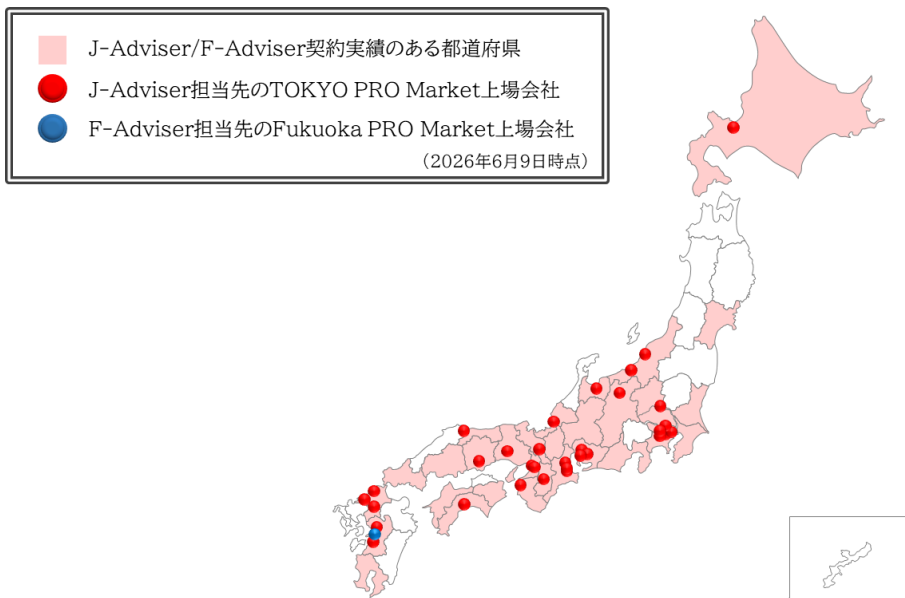 J-Adviser/F-Adviser契約実績のある都道府県
J-Adviser担当先のTOKYO PRO Market上場会社
F-Adviser担当先のFukuoka PRO Market上場会社
（2026年6月9日時点）